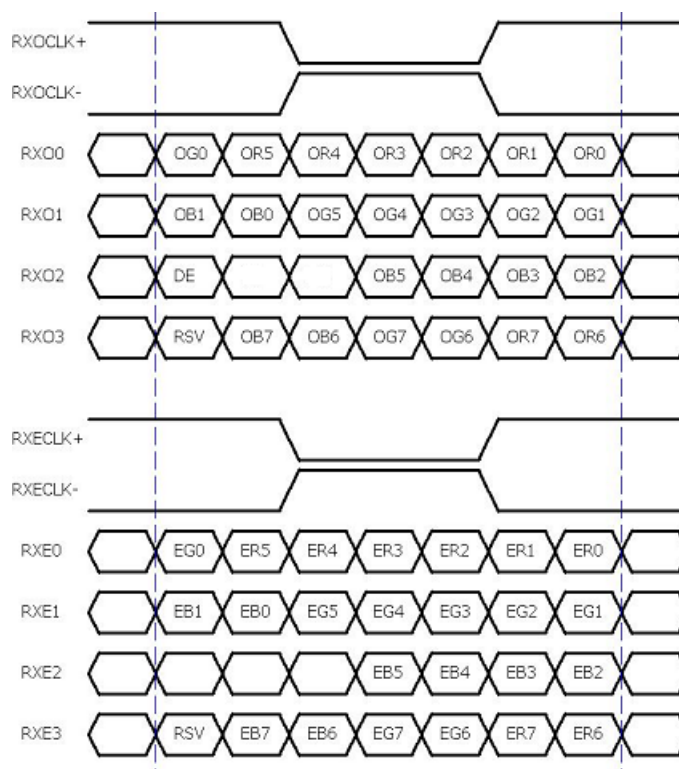 RXOCLK+
RXOCLK-
RXO0 OG0 OR5 OR4 OR3 OR2 OR1 OR0
RXO1 OB1 OB0 OG5 OG4 OG3 OG2 OG1
RXO2 DE OB5 OB4 OB3 OB2
RXO3 RSV OB7 OB6 OG7 OG6 OR7 OR6
RXECLK+
RXECLK-
RXE0 EG0 ER5 ER4 ER3 ER2 ER1 ER0
RXE1 EB1 EB0 EG5 EG4 EG3 EG2 EG1
RXE2 EB5 EB4 EB3 EB2
RXE3 RSV EB7 EB6 EG7 EG6 ER7 ER6